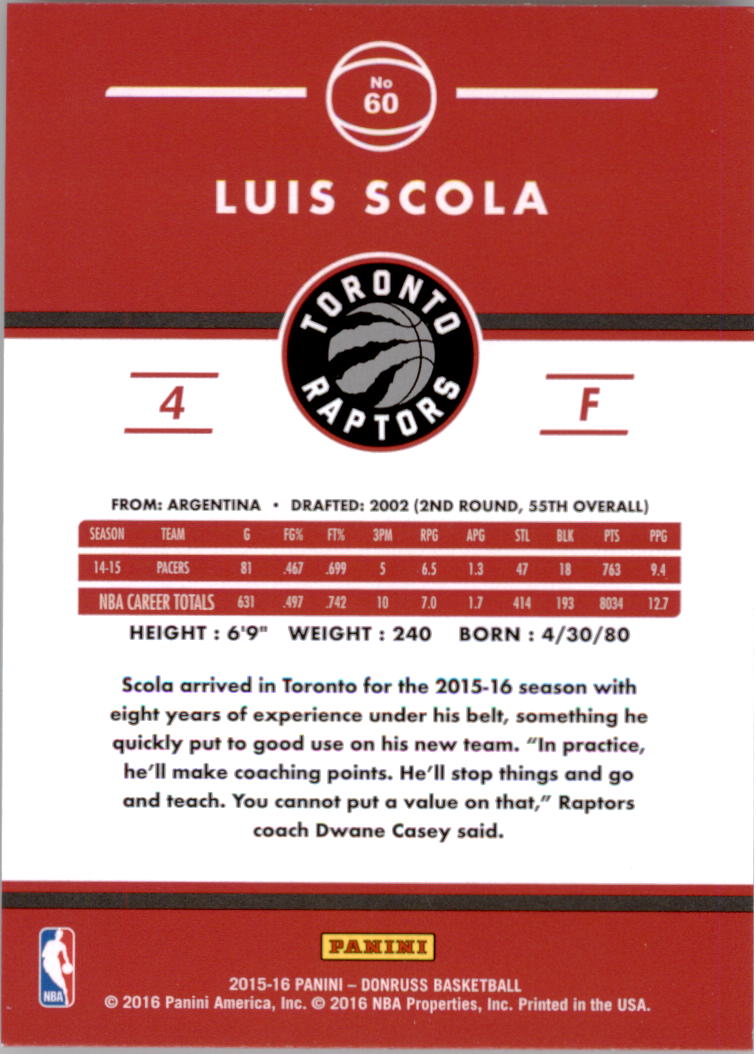 No
60
LUIS SCOLA
TORONTO
RAPTORS
4
F
FROM: ARGENTINA • DRAFTED: 2002 (2ND ROUND, 55TH OVERALL)
SEASON TEAM G FG% FT% 3PM RPG APG STL BLK PTS PPG
14-15 PACERS 81 .467 .699 5 6.5 1.3 47 18 763 9.4
NBA CAREER TOTALS 631 .497 .742 10 7.0 1.7 414 193 8034 12.7
HEIGHT : 6'9" WEIGHT : 240 BORN : 4/30/80
Scola arrived in Toronto for the 2015-16 season with
eight years of experience under his belt, something he
quickly put to good use on his new team. “In practice,
he’ll make coaching points. He’ll stop things and go
and teach. You cannot put a value on that,” Raptors
coach Dwane Casey said.
PANINI
NBA
2015-16 PANINI – DONRUSS BASKETBALL
© 2016 Panini America, Inc. © 2016 NBA Properties, Inc. Printed in the USA.